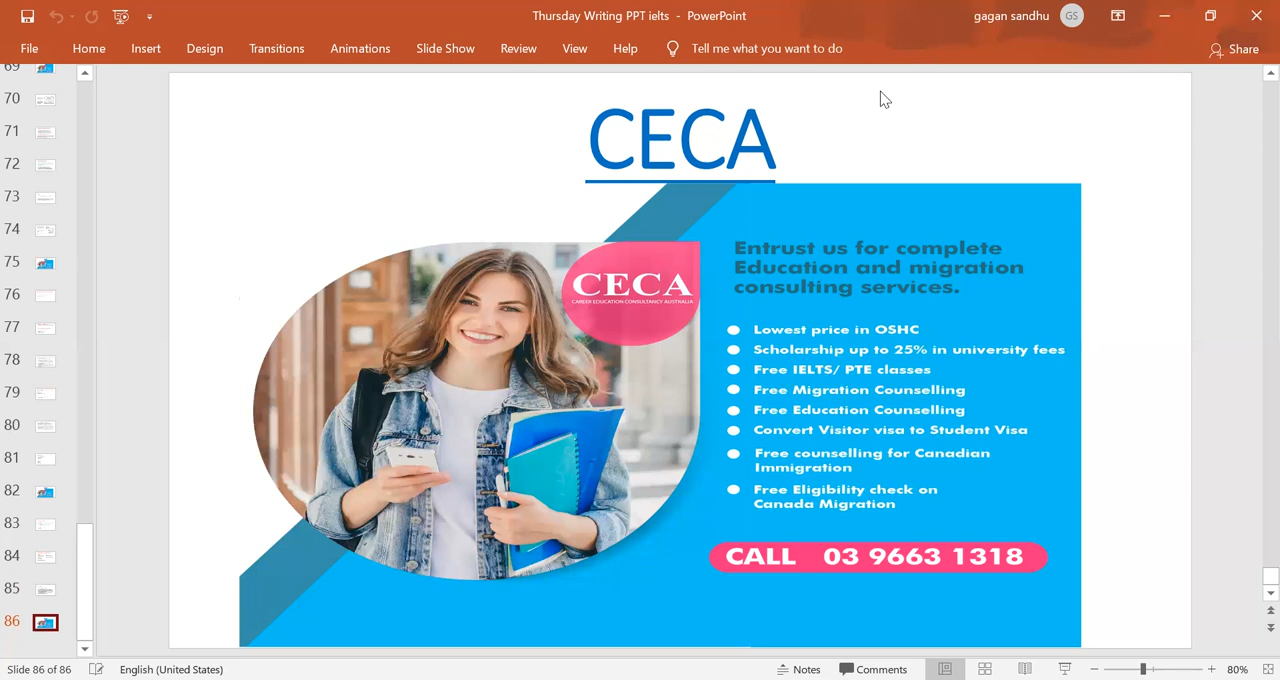 Thursday Writing PPT ielts - PowerPoint
gagan sandhu GS
File Home Insert Design Transitions Animations Slide Show Review View Help Tell me what you want to do Share
69
70
71
72
73
74
75
76
77
78
79
80
81
82
83
84
85
86
CECA
CECA
CAREER EDUCATION CONSULTANCY AUSTRALIA
Entrust us for complete
Education and migration
consulting services.
Lowest price in OSHC
Scholarship up to 25% in university fees
Free IELTS/ PTE classes
Free Migration Counselling
Free Education Counselling
Convert Visitor visa to Student Visa
Free counselling for Canadian
Immigration
Free Eligibility check on
Canada Migration
CALL 03 9663 1318
Slide 86 of 86 English (United States) Notes Comments 80%